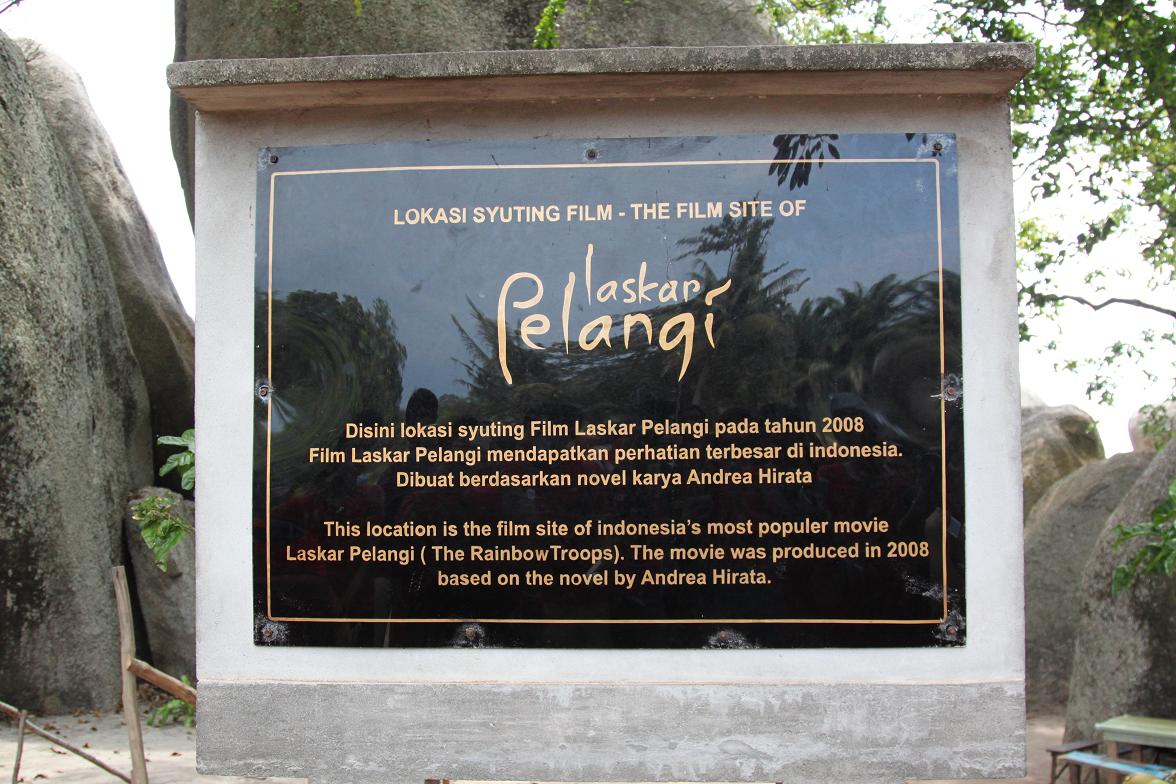 LOKASI SYUTING FILM - THE FILM SITE OF
laskar
Pelangi
Disini lokasi syuting Film Laskar Pelangi pada tahun 2008
Film Laskar Pelangi mendapatkan perhatian terbesar di indonesia.
Dibuat berdasarkan novel karya Andrea Hirata
This location is the film site of indonesia's most populer movie
Laskar Pelangi ( The RainbowTroops). The movie was produced in 2008
based on the novel by Andrea Hirata.